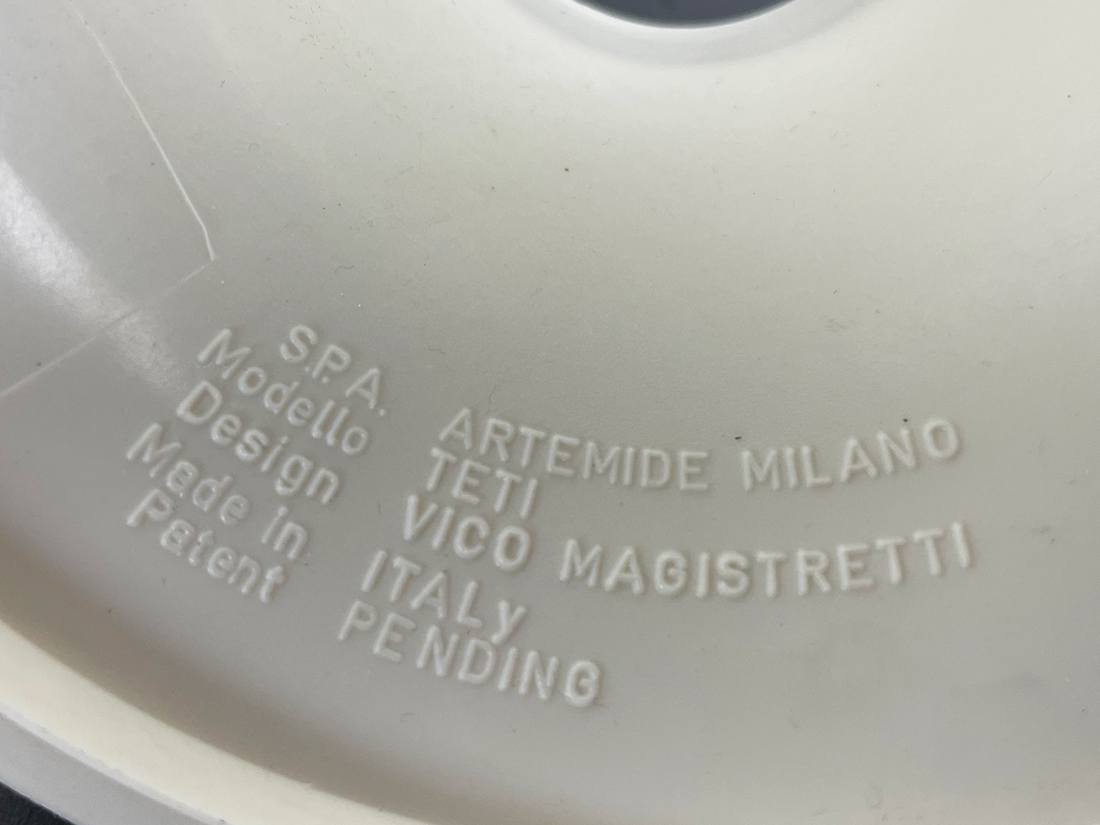 S.P.A. ARTEMIDE MILANO
Modello TETI
Design VICO MAGISTRETTI
Made in ITALy
Patent PENDING